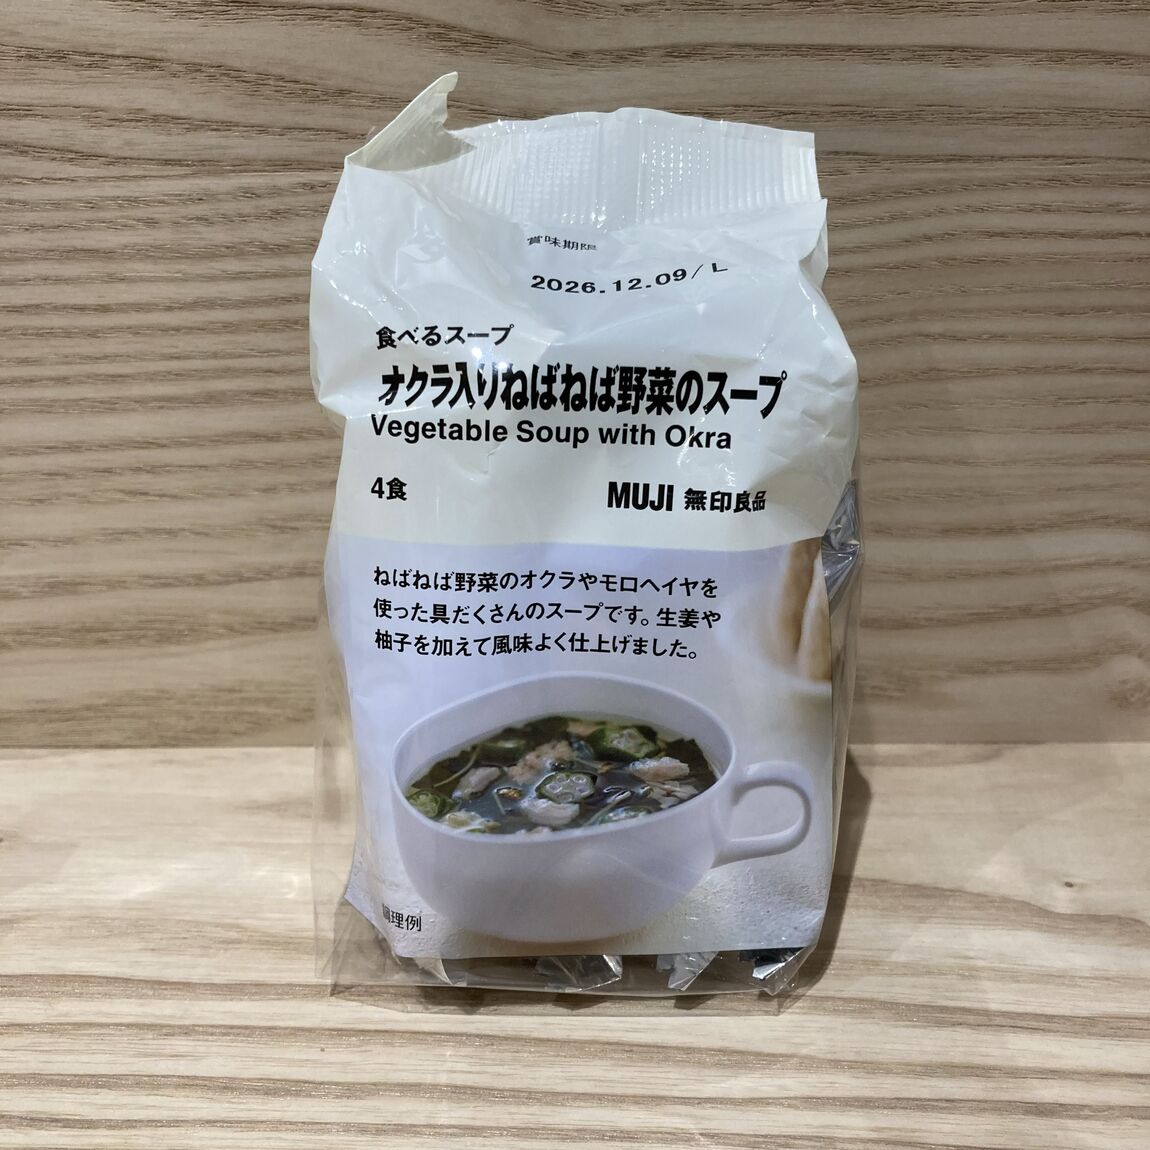 賞味期限
2026.12.09/L
食べるスープ
オクラ入りねばねば野菜のスープ
Vegetable Soup with Okra
4食
MUJI 無印良品
ねばねば野菜のオクラやモロヘイヤを
使った具だくさんのスープです。生姜や
柚子を加えて風味よく仕上げました。
調理例